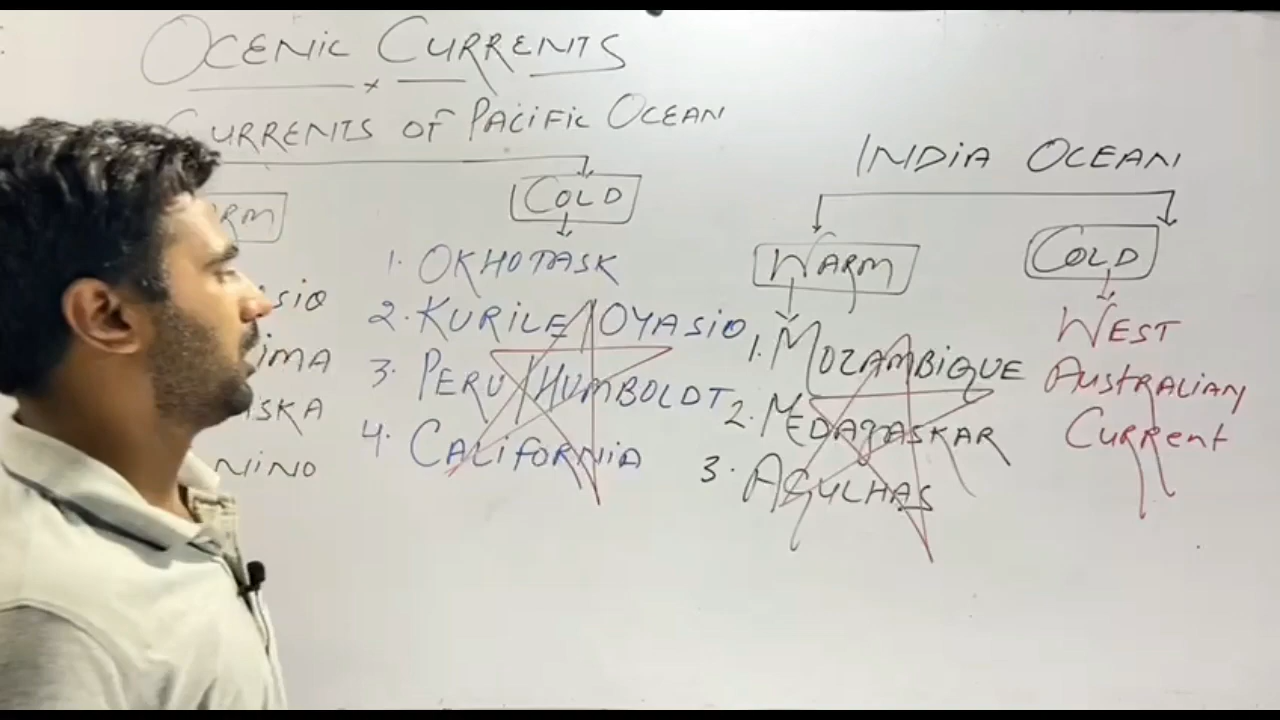 OCENIC CURRENTS
CURRENTS OF PACIFIC OCEAN
COLD
1. OKHOTASK
2. KURILE/OYASIO
3. PERU/HUMBOLDT
4. CALIFORNIA
INDIA OCEAN
WARM
1. MOZAMBIQUE
2. MEDAGASKAR
3. AGULHAS
COLD
WEST
AUSTRALIAN
CURRENT